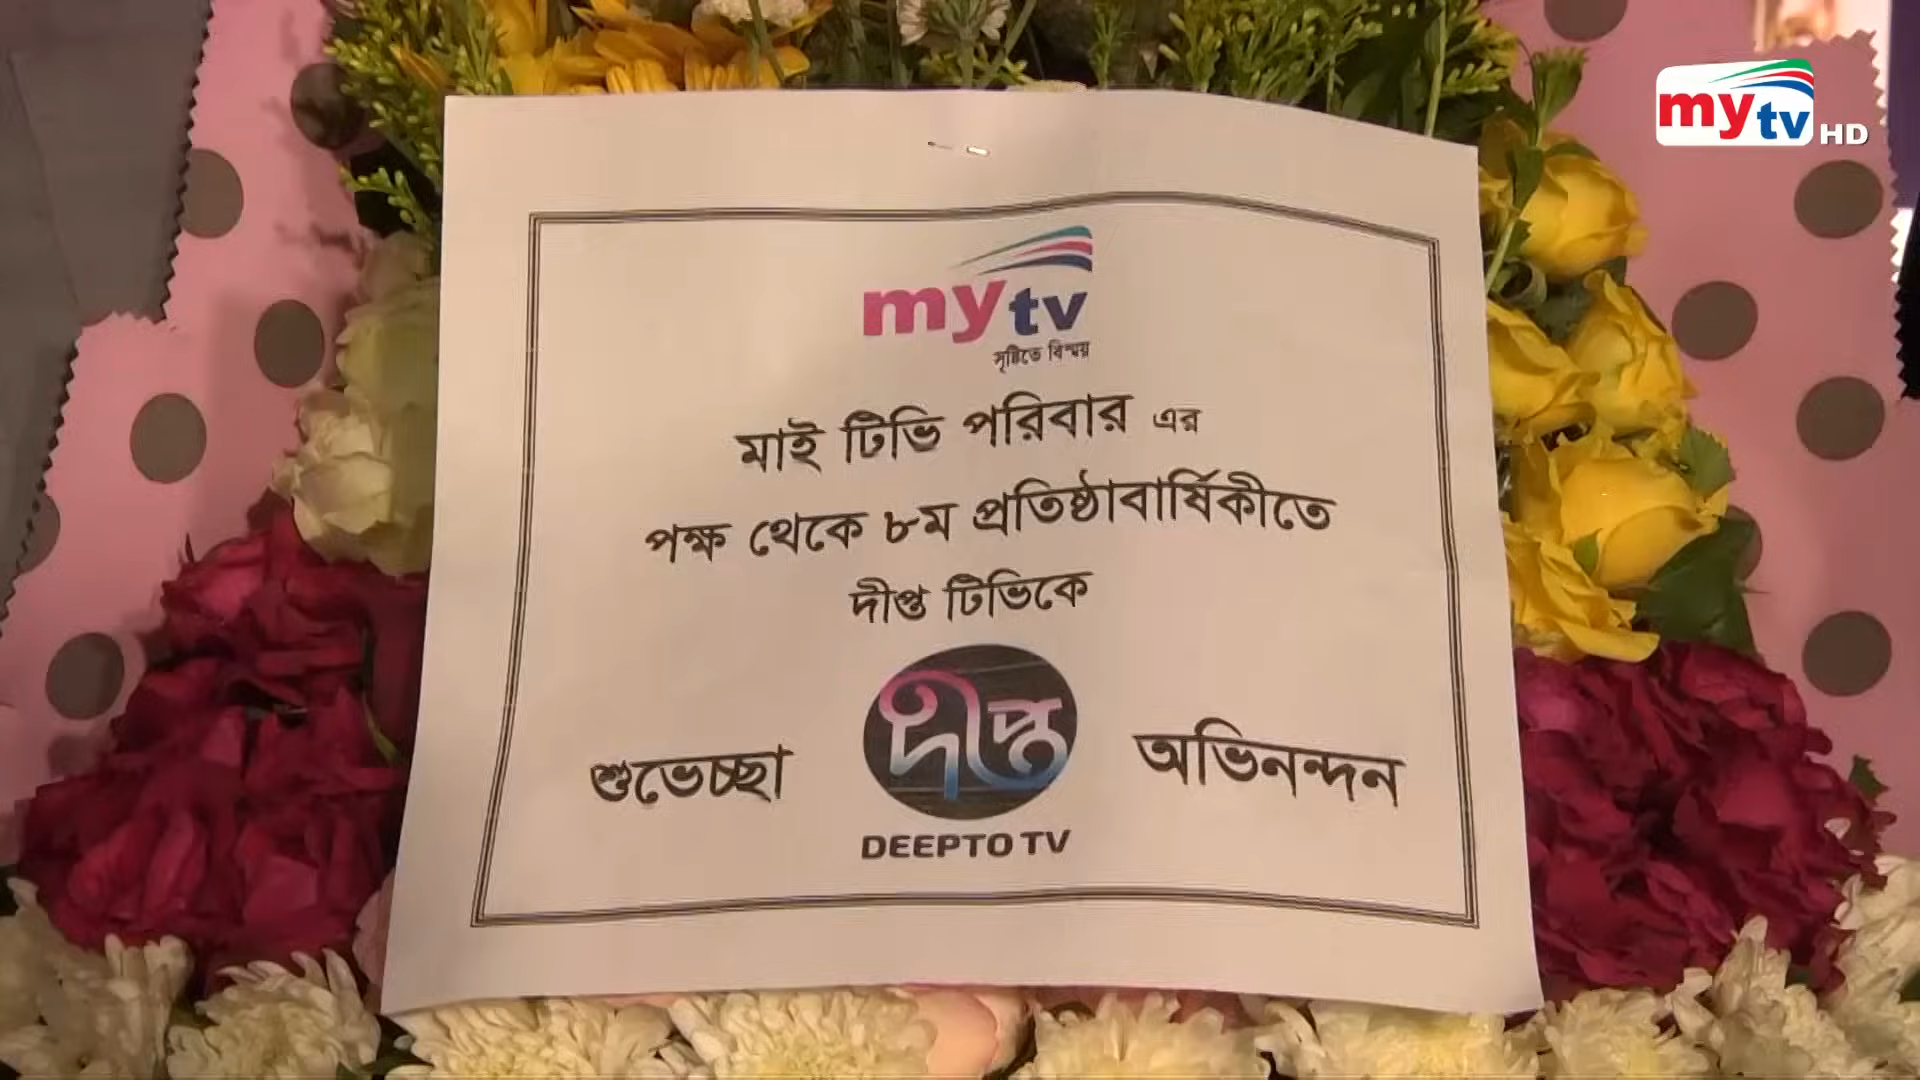 mytv HD
mytv
সৃষ্টিতে বিস্ময়
মাই টিভি পরিবার এর
পক্ষ থেকে ৮ম প্রতিষ্ঠাবার্ষিকীতে
দীপ্ত টিভিকে
শুভেচ্ছা দীপ্ত অভিনন্দন
DEEPTO TV